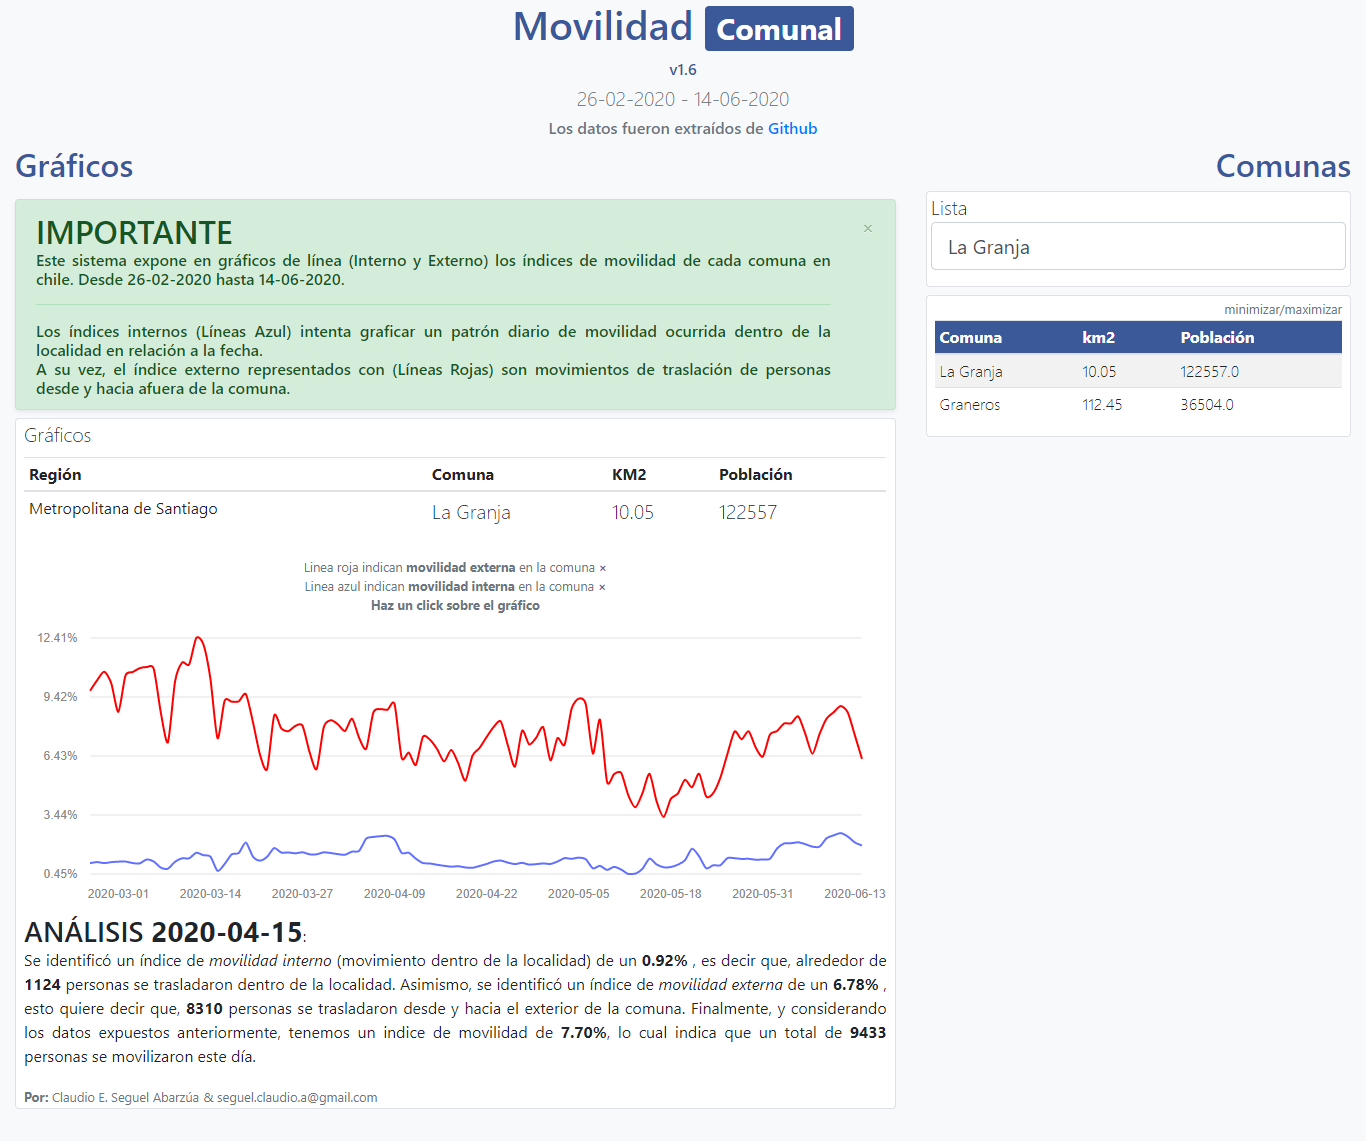 Movilidad Comunal
v1.6
26-02-2020 - 14-06-2020
Los datos fueron extraídos de Github
Gráficos
IMPORTANTE
×
Este sistema expone en gráficos de línea (Interno y Externo) los índices de movilidad de cada comuna en
chile. Desde 26-02-2020 hasta 14-06-2020.
Los índices internos (Líneas Azul) intenta graficar un patrón diario de movilidad ocurrida dentro de la
localidad en relación a la fecha.
A su vez, el índice externo representados con (Líneas Rojas) son movimientos de traslación de personas
desde y hacia afuera de la comuna.
Gráficos
Región Comuna KM2 Población
Metropolitana de Santiago La Granja 10.05 122557
Linea roja indican movilidad externa en la comuna ×
Linea azul indican movilidad interna en la comuna ×
Haz un click sobre el gráfico
12.41%
9.42%
6.43%
3.44%
0.45%
2020-03-01 2020-03-14 2020-03-27 2020-04-09 2020-04-22 2020-05-05 2020-05-18 2020-05-31 2020-06-13
ANÁLISIS 2020-04-15:
Se identificó un índice de movilidad interno (movimiento dentro de la localidad) de un 0.92% , es decir que, alrededor de
1124 personas se trasladaron dentro de la localidad. Asimismo, se identificó un índice de movilidad externa de un 6.78% ,
esto quiere decir que, 8310 personas se trasladaron desde y hacia el exterior de la comuna. Finalmente, y considerando
los datos expuestos anteriormente, tenemos un indice de movilidad de 7.70%, lo cual indica que un total de 9433
personas se movilizaron este día.
Por: Claudio E. Seguel Abarzúa & seguel.claudio.a@gmail.com
Comunas
Lista
La Granja
minimizar/maximizar
Comuna km2 Población
La Granja 10.05 122557.0
Graneros 112.45 36504.0